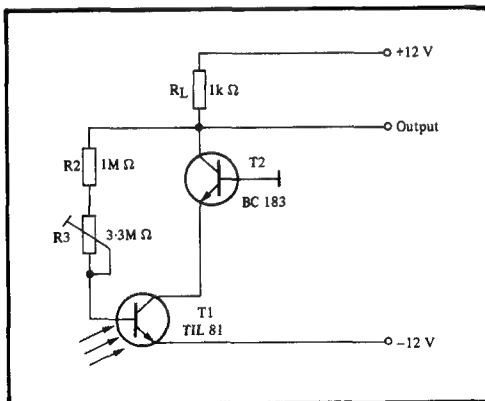 +12 V
RL 1k Ω
Output
R2 1M Ω
T2
BC 183
R3 3·3M Ω
T1
TIL 81
−12 V